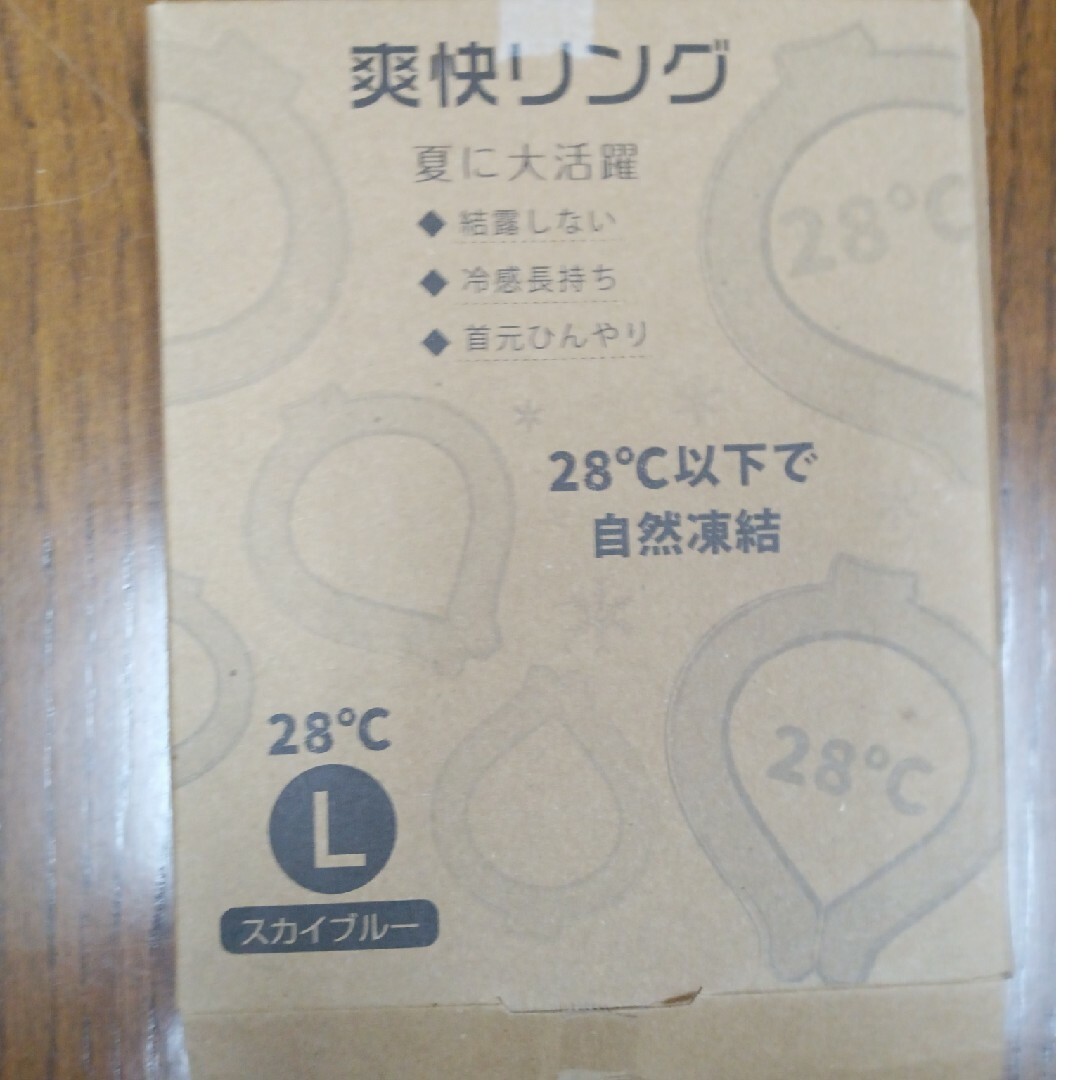 爽快リング
夏に大活躍
◆ 結露しない
◆ 冷感長持ち
◆ 首元ひんやり
28℃
28℃以下で
自然凍結
28℃
L
スカイブルー
28℃